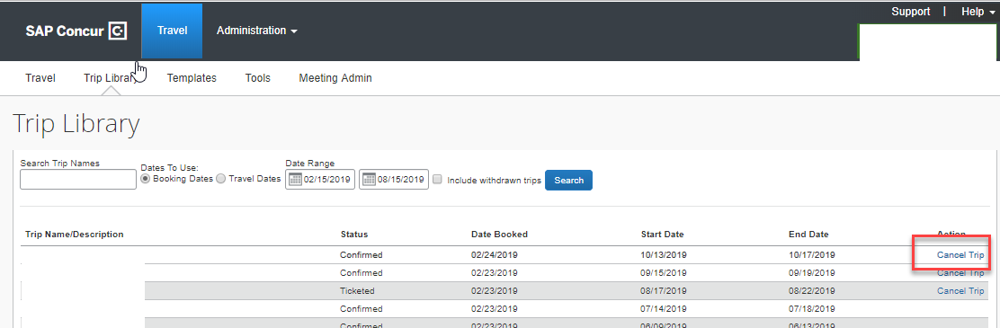 Support | Help
SAP Concur C. Travel Administration
Travel Trip Library Templates Tools Meeting Admin
Trip Library
Search Trip Names Dates To Use: Date Range
Booking Dates Travel Dates 02/15/2019 08/15/2019 Include withdrawn trips Search
Trip Name/Description Status Date Booked Start Date End Date Action
Confirmed 02/24/2019 10/13/2019 10/17/2019 Cancel Trip
Confirmed 02/23/2019 09/15/2019 09/19/2019 Cancel Trip
Ticketed 02/23/2019 08/17/2019 08/22/2019 Cancel Trip
Confirmed 02/23/2019 07/14/2019 07/18/2019
Confirmed 02/23/2019 06/09/2019 06/13/2019